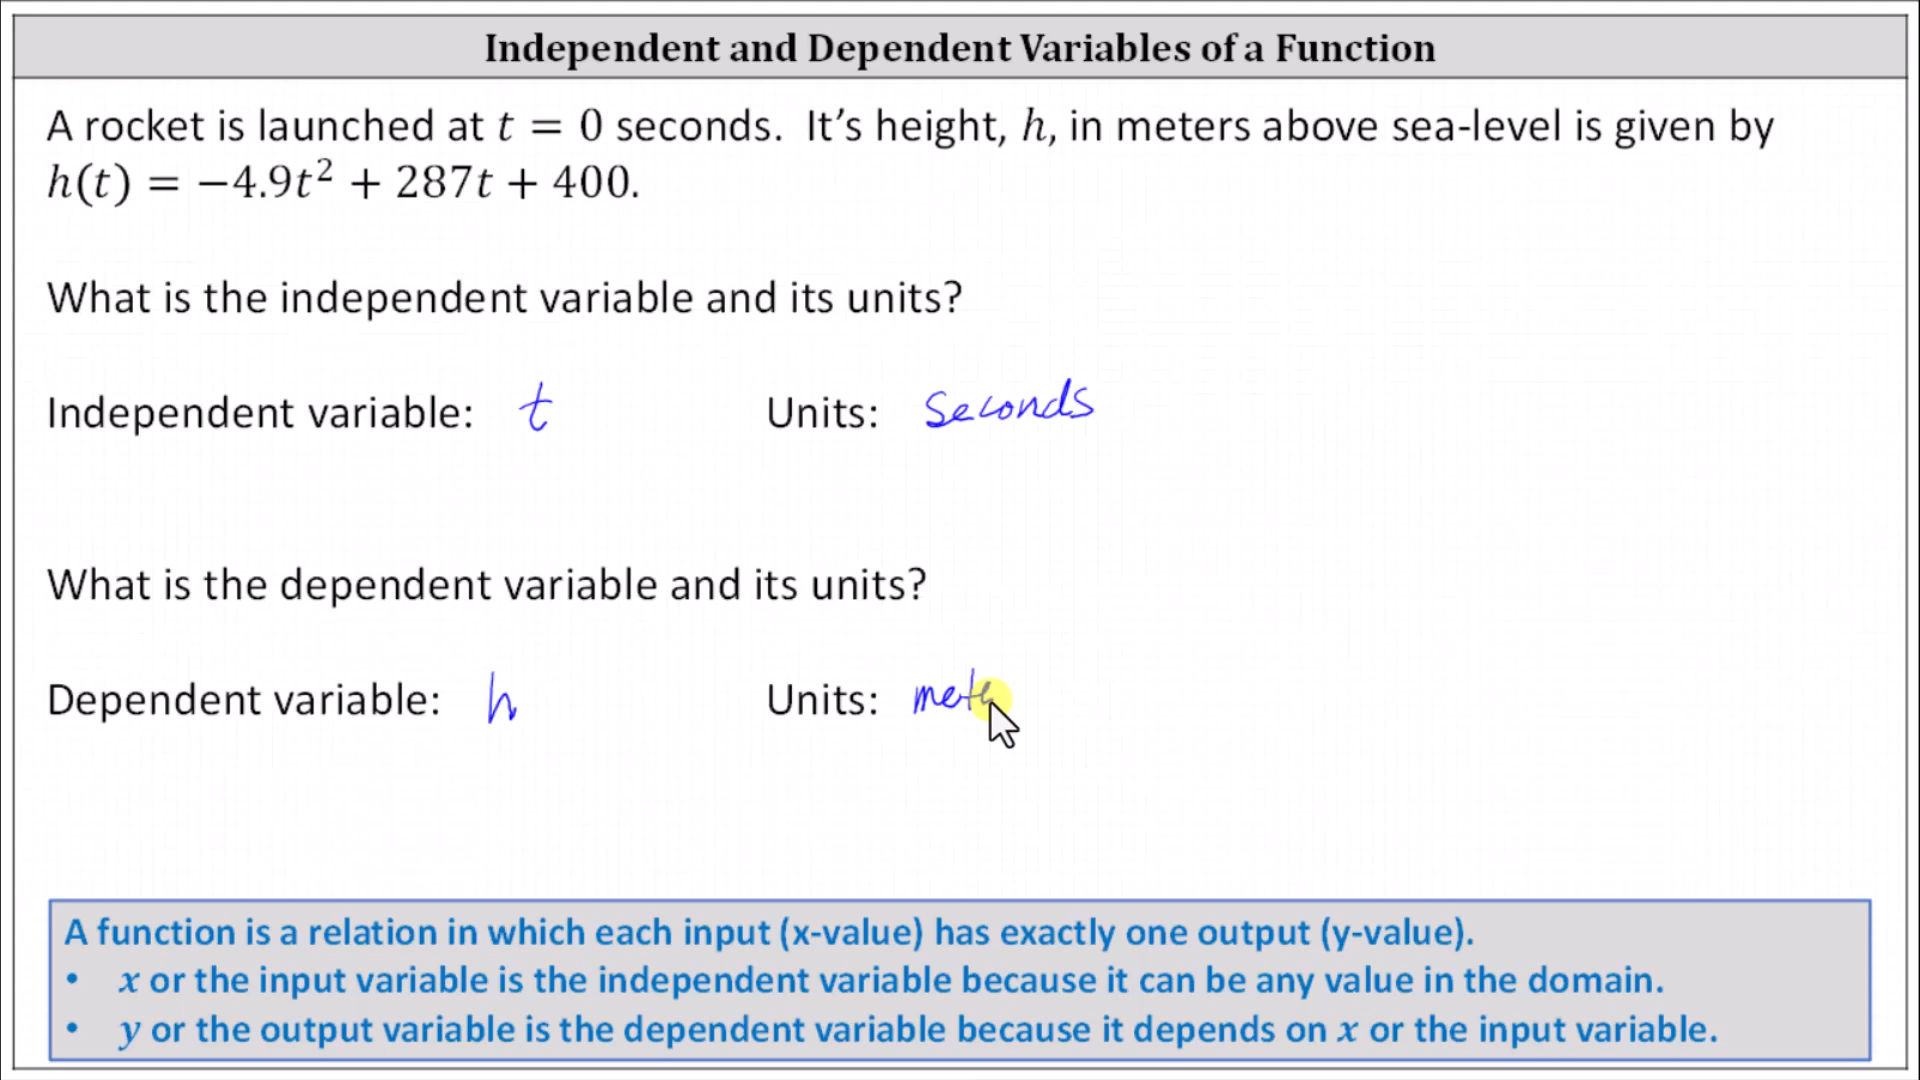 Independent and Dependent Variables of a Function
A rocket is launched at t = 0 seconds. It's height, h, in meters above sea-level is given by
h(t) = −4.9t² + 287t + 400.
What is the independent variable and its units?
Independent variable: t Units: seconds
What is the dependent variable and its units?
Dependent variable: h Units: mete
A function is a relation in which each input (x-value) has exactly one output (y-value).
• x or the input variable is the independent variable because it can be any value in the domain.
• y or the output variable is the dependent variable because it depends on x or the input variable.